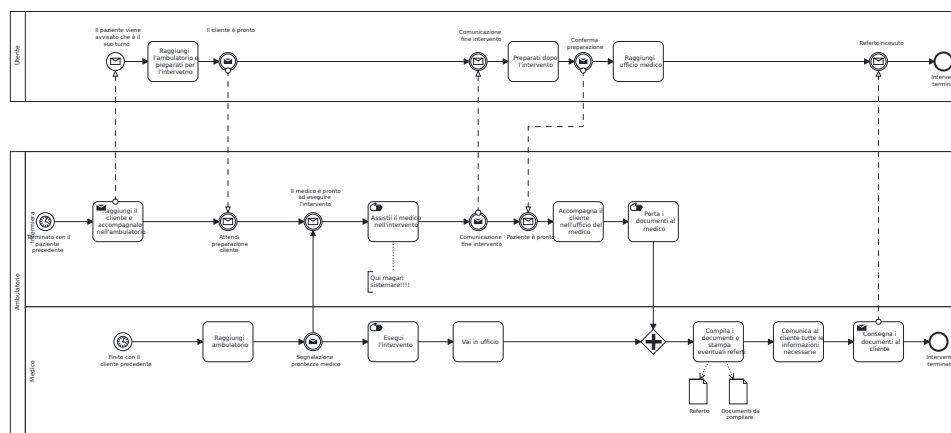 Utente
Il paziente viene
avvisato che è il
suo turno
Raggiungi
l'ambulatorio e
preparati per
l'intervetno
Il cliente è pronto
Comunicazione
fine intervento
Preparati dopo
l'intervento
Conferma
preparazione
Raggiungi
ufficio medico
Referto ricevuto
Interve
termina
Ambulatorio
Infermiera
Terminato con il
paziente
precedente
Raggiungi il
cliente e
accompagnalo
nell'ambulatorio
Attendi
preparazione
cliente
Il medico è pronto
ad eseguire
l'intervento
Assistii il medico
nell'intervento
Qui magari
sistemare!!!!
Comunicazione
fine intervento
Paziente è pronto
Accompagna il
cliente
nell'ufficio del
medico
Porta i
documenti al
medico
Medico
Finito con il
cliente precedente
Raggiungi
ambulatorio
Segnalazione
prontezza medico
Esegui
l'intervento
Vai in ufficio
Compila i
documenti e
stampa
eventuali referti
Referto
Documenti da
compilare
Comunica al
cliente tutte le
informazioni
necessarie
Consegna i
documenti al
cliente
Intervent
terminat